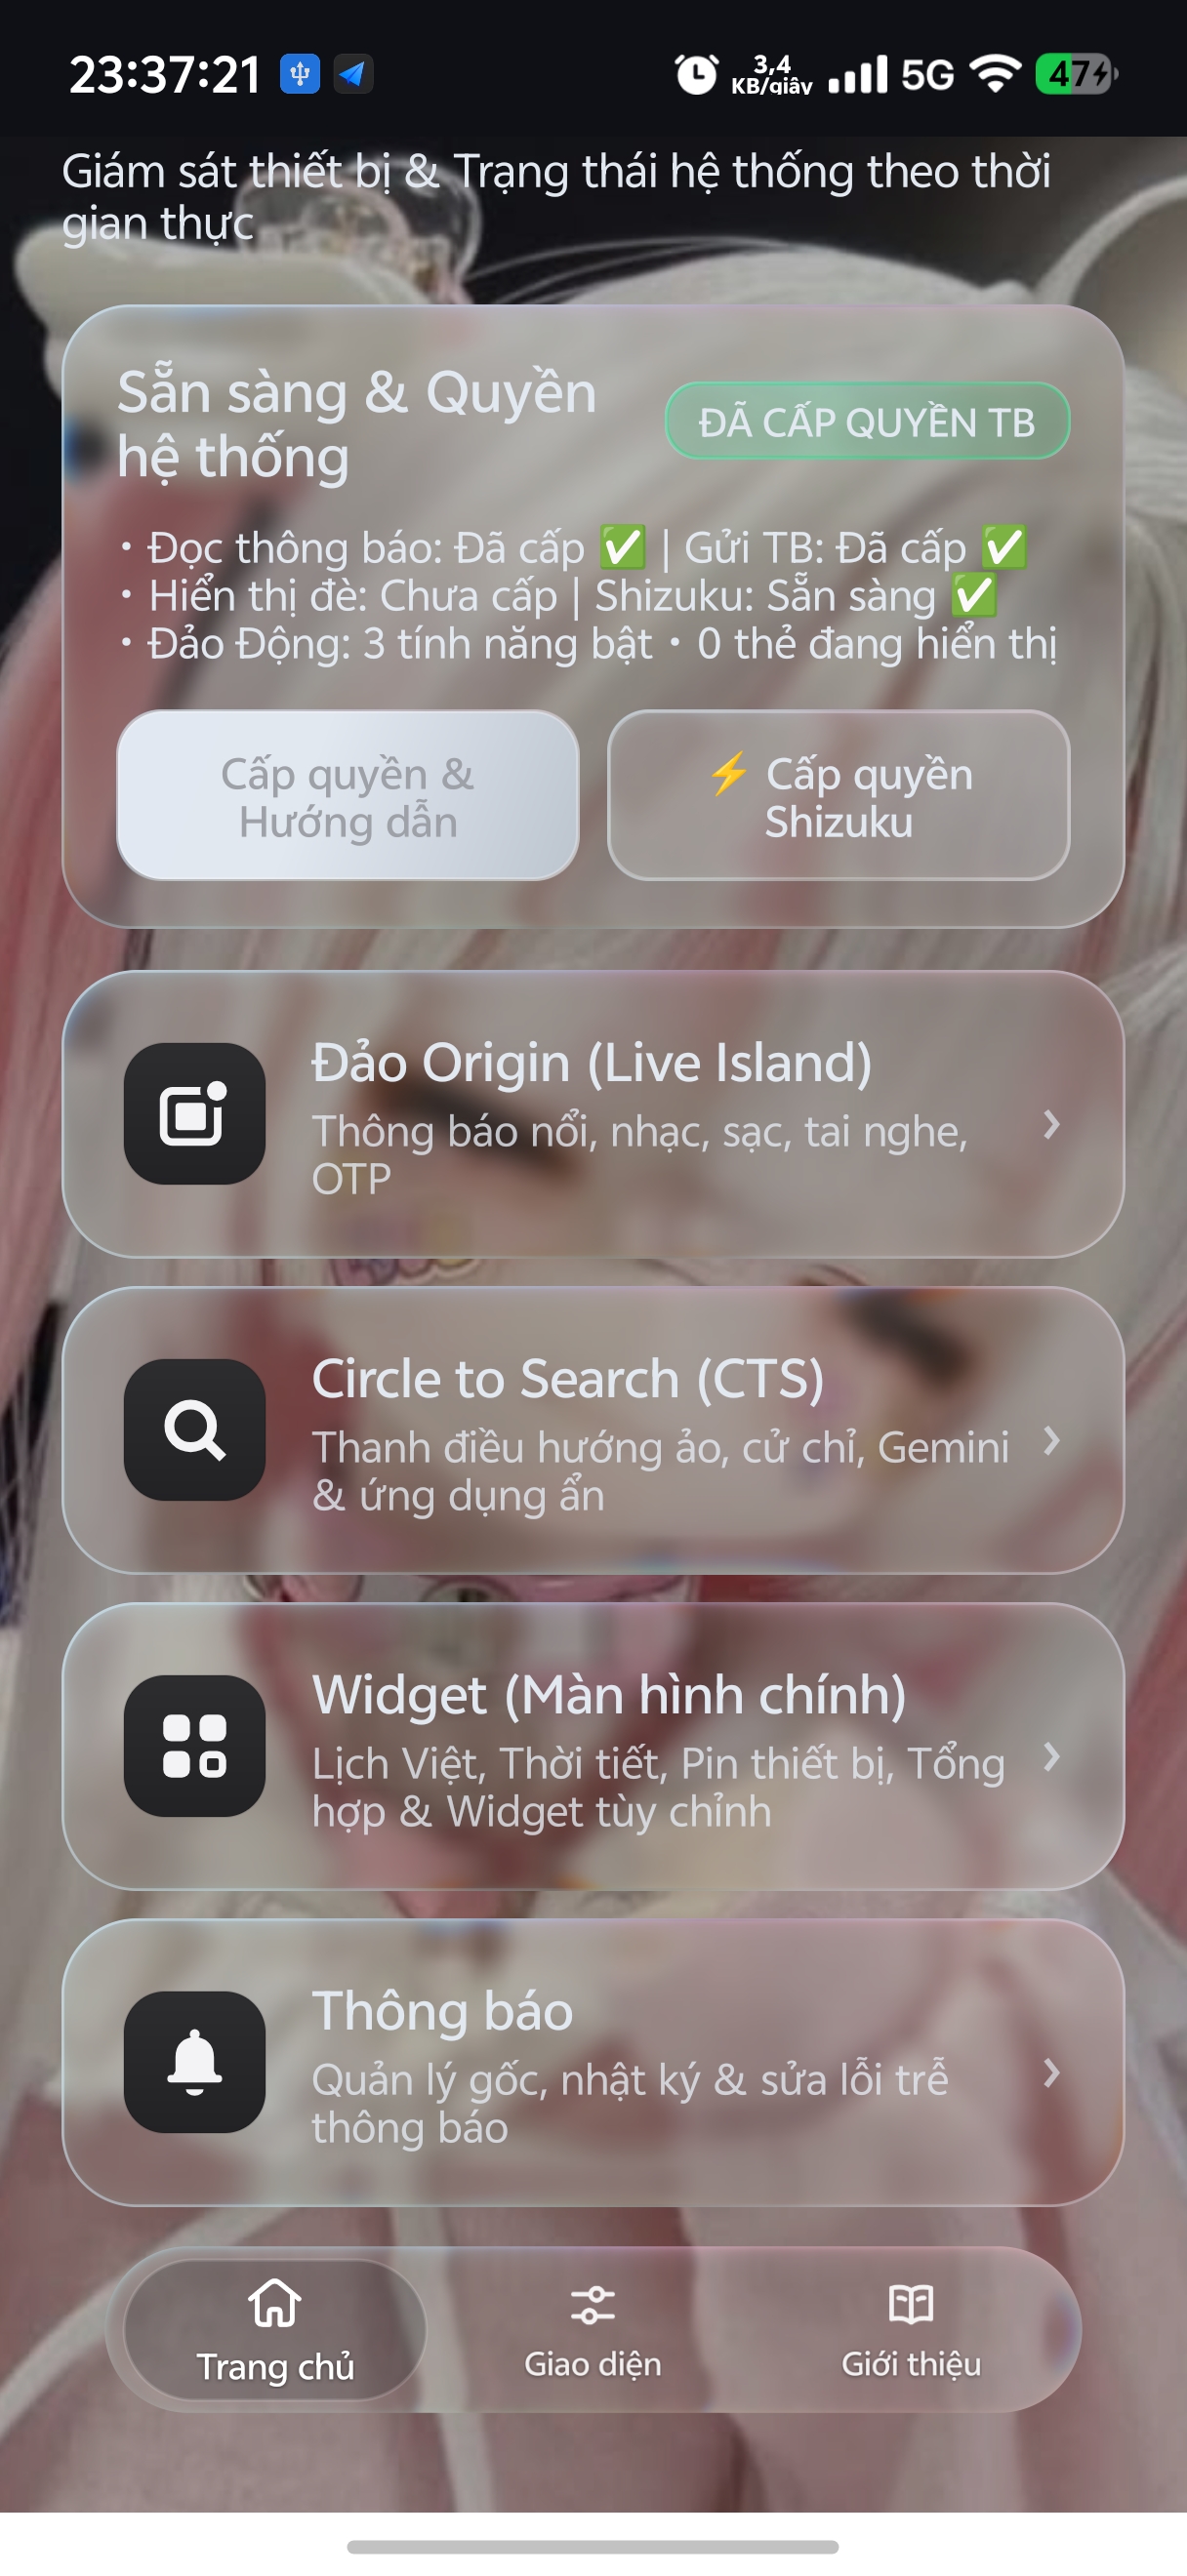 23:37:21
3,4
KB/giây
5G
47
Giám sát thiết bị & Trạng thái hệ thống theo thời
gian thực
Sẵn sàng & Quyền
hệ thống
ĐÃ CẤP QUYỀN TB
• Đọc thông báo: Đã cấp ✅ | Gửi TB: Đã cấp ✅
• Hiển thị đè: Chưa cấp | Shizuku: Sẵn sàng ✅
• Đảo Động: 3 tính năng bật • 0 thẻ đang hiển thị
Cấp quyền &
Hướng dẫn
⚡ Cấp quyền
Shizuku
Đảo Origin (Live Island)
Thông báo nổi, nhạc, sạc, tai nghe,
OTP
Circle to Search (CTS)
Thanh điều hướng ảo, cử chỉ, Gemini
& ứng dụng ẩn
Widget (Màn hình chính)
Lịch Việt, Thời tiết, Pin thiết bị, Tổng
hợp & Widget tùy chỉnh
Thông báo
Quản lý gốc, nhật ký & sửa lỗi trễ
thông báo
Trang chủ
Giao diện
Giới thiệu